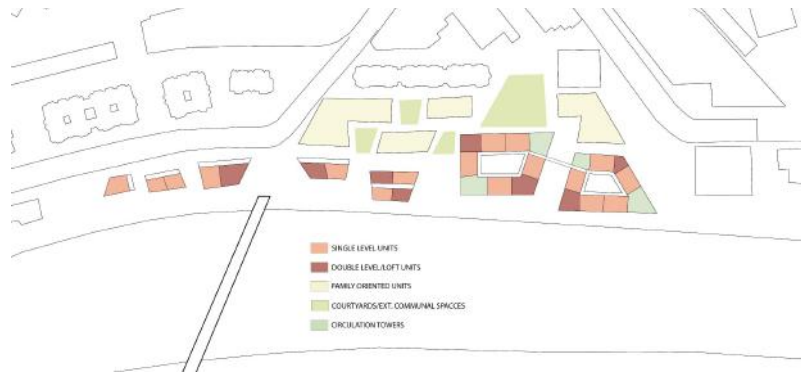 SINGLE LEVEL UNITS
DOUBLE LEVEL/LOFT UNITS
FAMILY ORIENTED UNITS
COURTYARDS/EXT. COMMUNAL SPACCES
CIRCULATION TOWERS